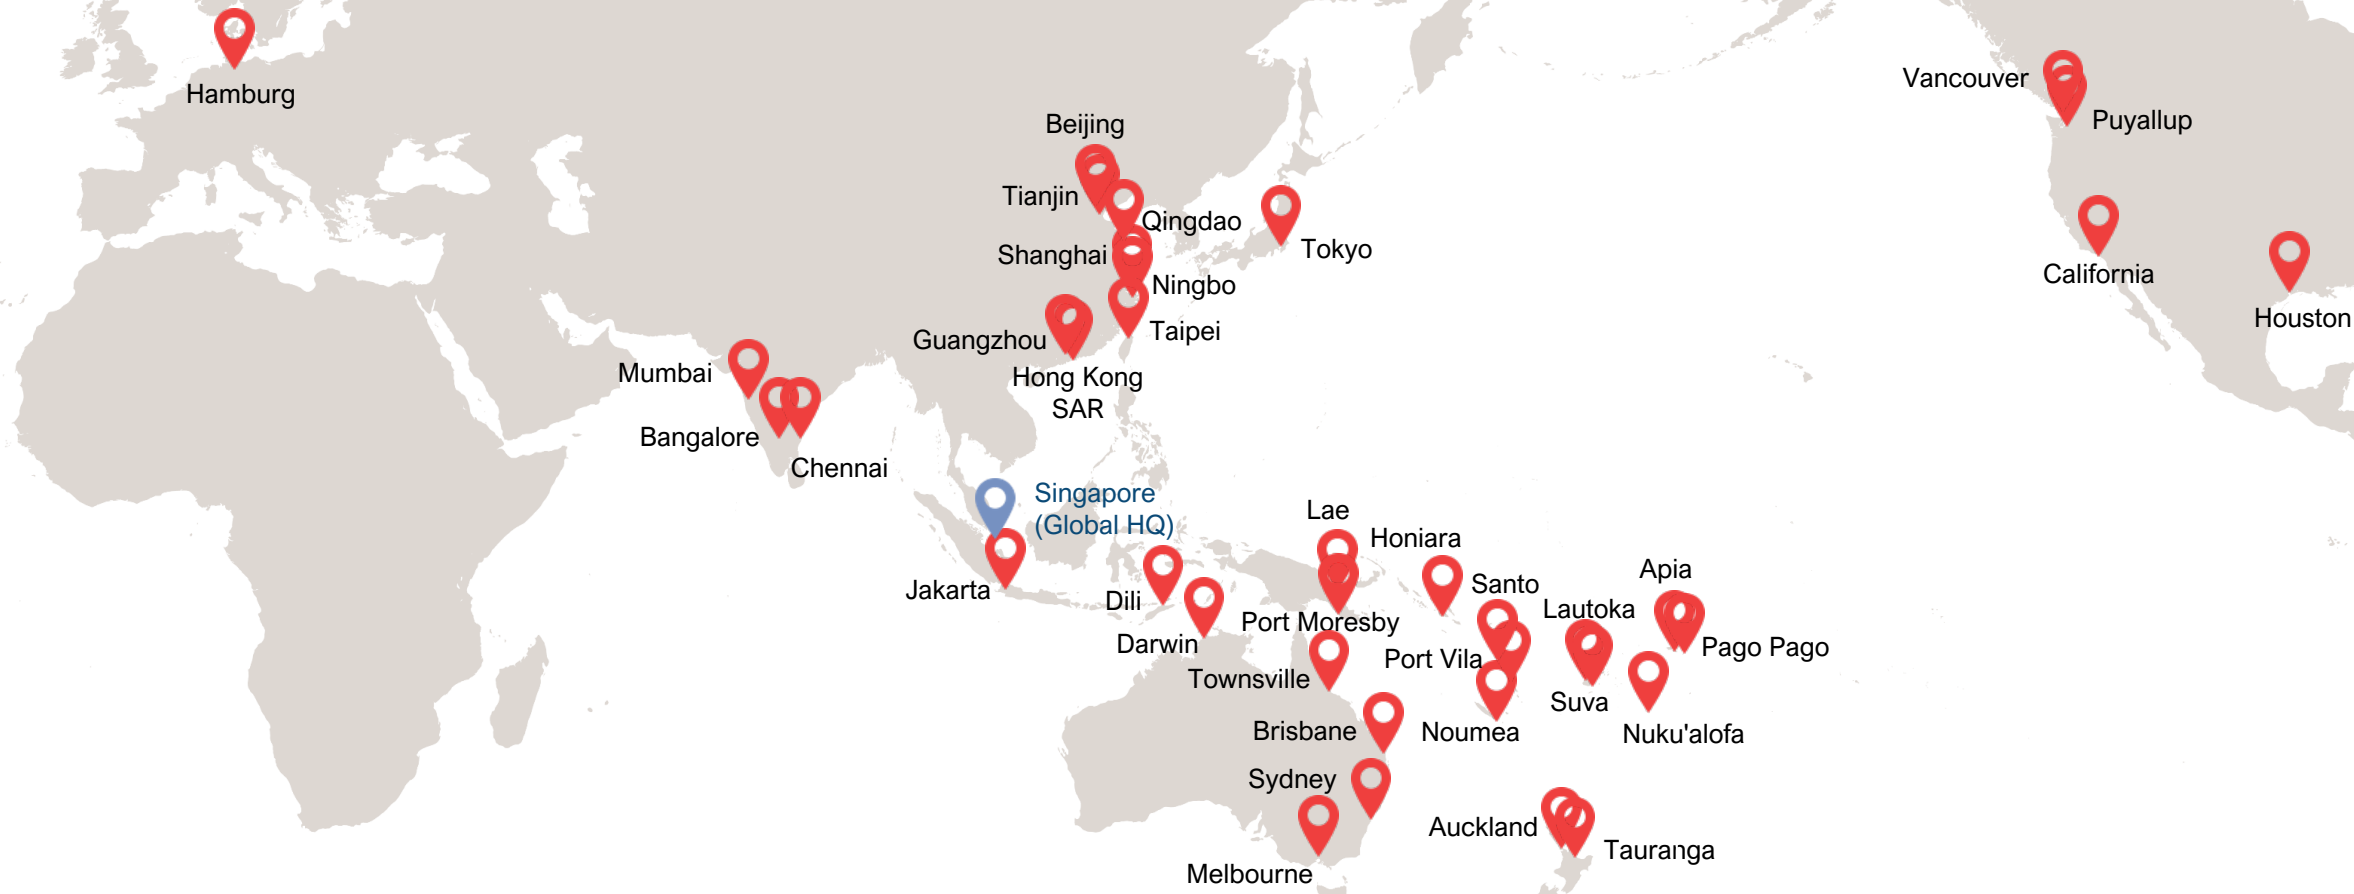 Hamburg
Vancouver
Puyallup
Beijing
Tianjin
Qingdao
Tokyo
Shanghai
Ningbo
California
Houston
Guangzhou
Taipei
Mumbai
Hong Kong
SAR
Bangalore
Chennai
Singapore
(Global HQ)
Lae
Honiara
Apia
Jakarta
Santo
Dili
Lautoka
Port Moresby
Darwin
Pago Pago
Port Vila
Townsville
Suva
Brisbane
Noumea
Nuku'alofa
Sydney
Auckland
Tauranga
Melbourne